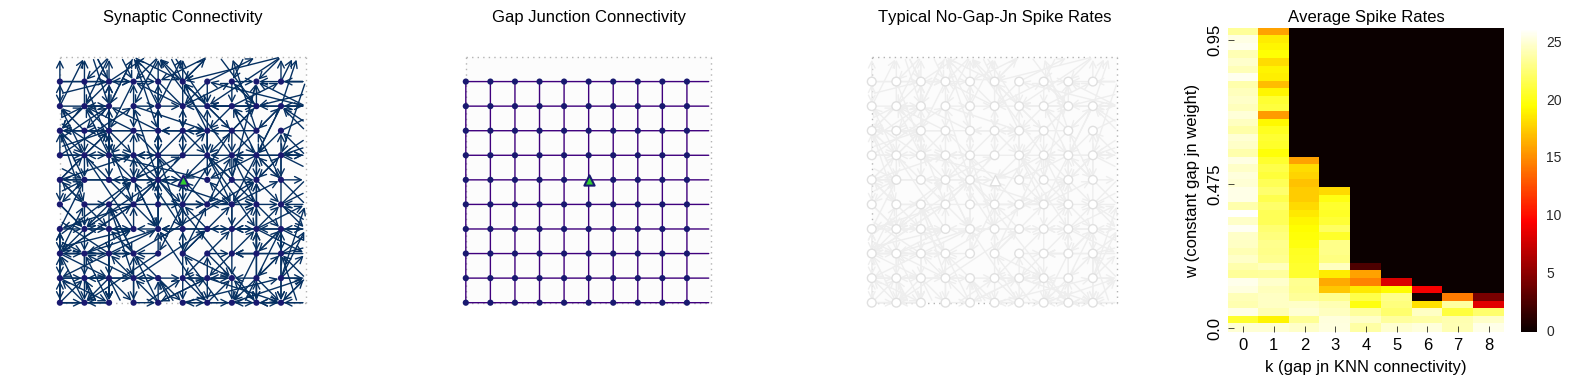 Synaptic Connectivity
Gap Junction Connectivity
Typical No-Gap-Jn Spike Rates
Average Spike Rates
w (constant gap jn weight)
0.95
0.475
0.0
0 1 2 3 4 5 6 7 8
k (gap jn KNN connectivity)
25
20
15
10
5
0